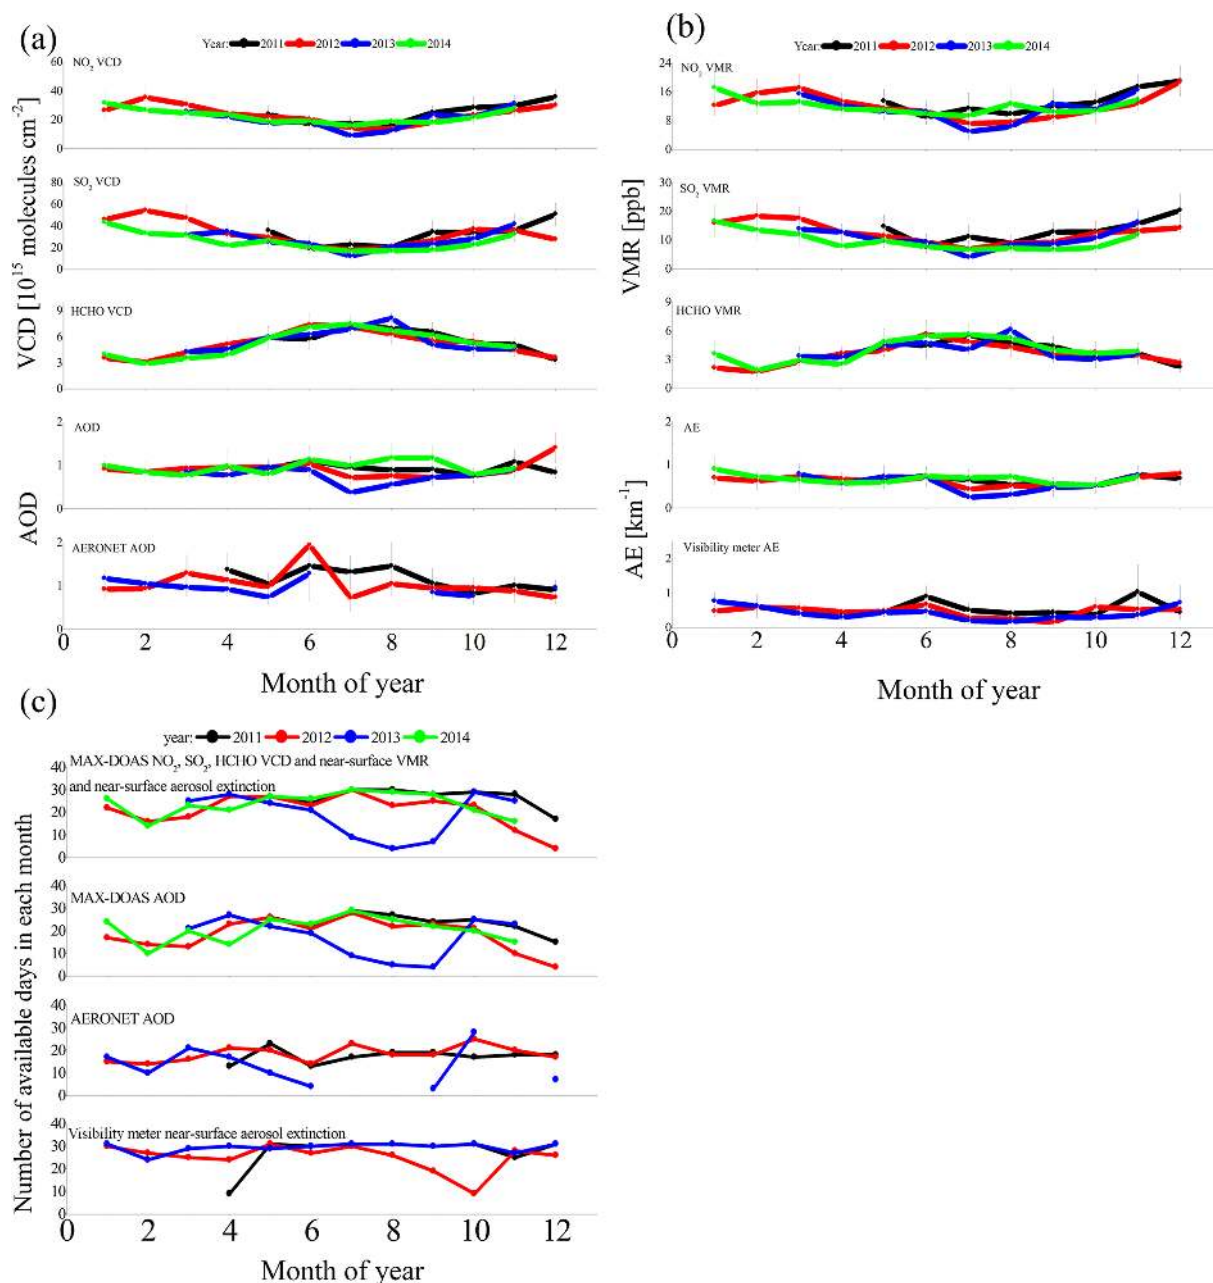 (a)
Year: 2011 2012 2013 2014
NO2 VCD
60
40
20
0
SO2 VCD
80
60
40
20
0
HCHO VCD
9
6
3
0
AOD
2
1
0
AERONET AOD
2
1
0
0 2 4 6 8 10 12
VCD [10^15 molecules cm^-2]
AOD
Month of year
(b)
Year: 2011 2012 2013 2014
NO2 VMR
24
16
8
0
SO2 VMR
30
20
10
0
HCHO VMR
9
6
3
0
AE
2
1
0
Visibility meter AE
2
1
0
0 2 4 6 8 10 12
VMR [ppb]
AE [km^-1]
Month of year
(c)
year: 2011 2012 2013 2014
MAX-DOAS NO2, SO2, HCHO VCD and near-surface VMR
and near-surface aerosol extinction
40
30
20
10
0
MAX-DOAS AOD
40
30
20
10
0
AERONET AOD
40
30
20
10
0
Visibility meter near-surface aerosol extinction
40
30
20
10
0
0 2 4 6 8 10 12
Number of available days in each month
Month of year